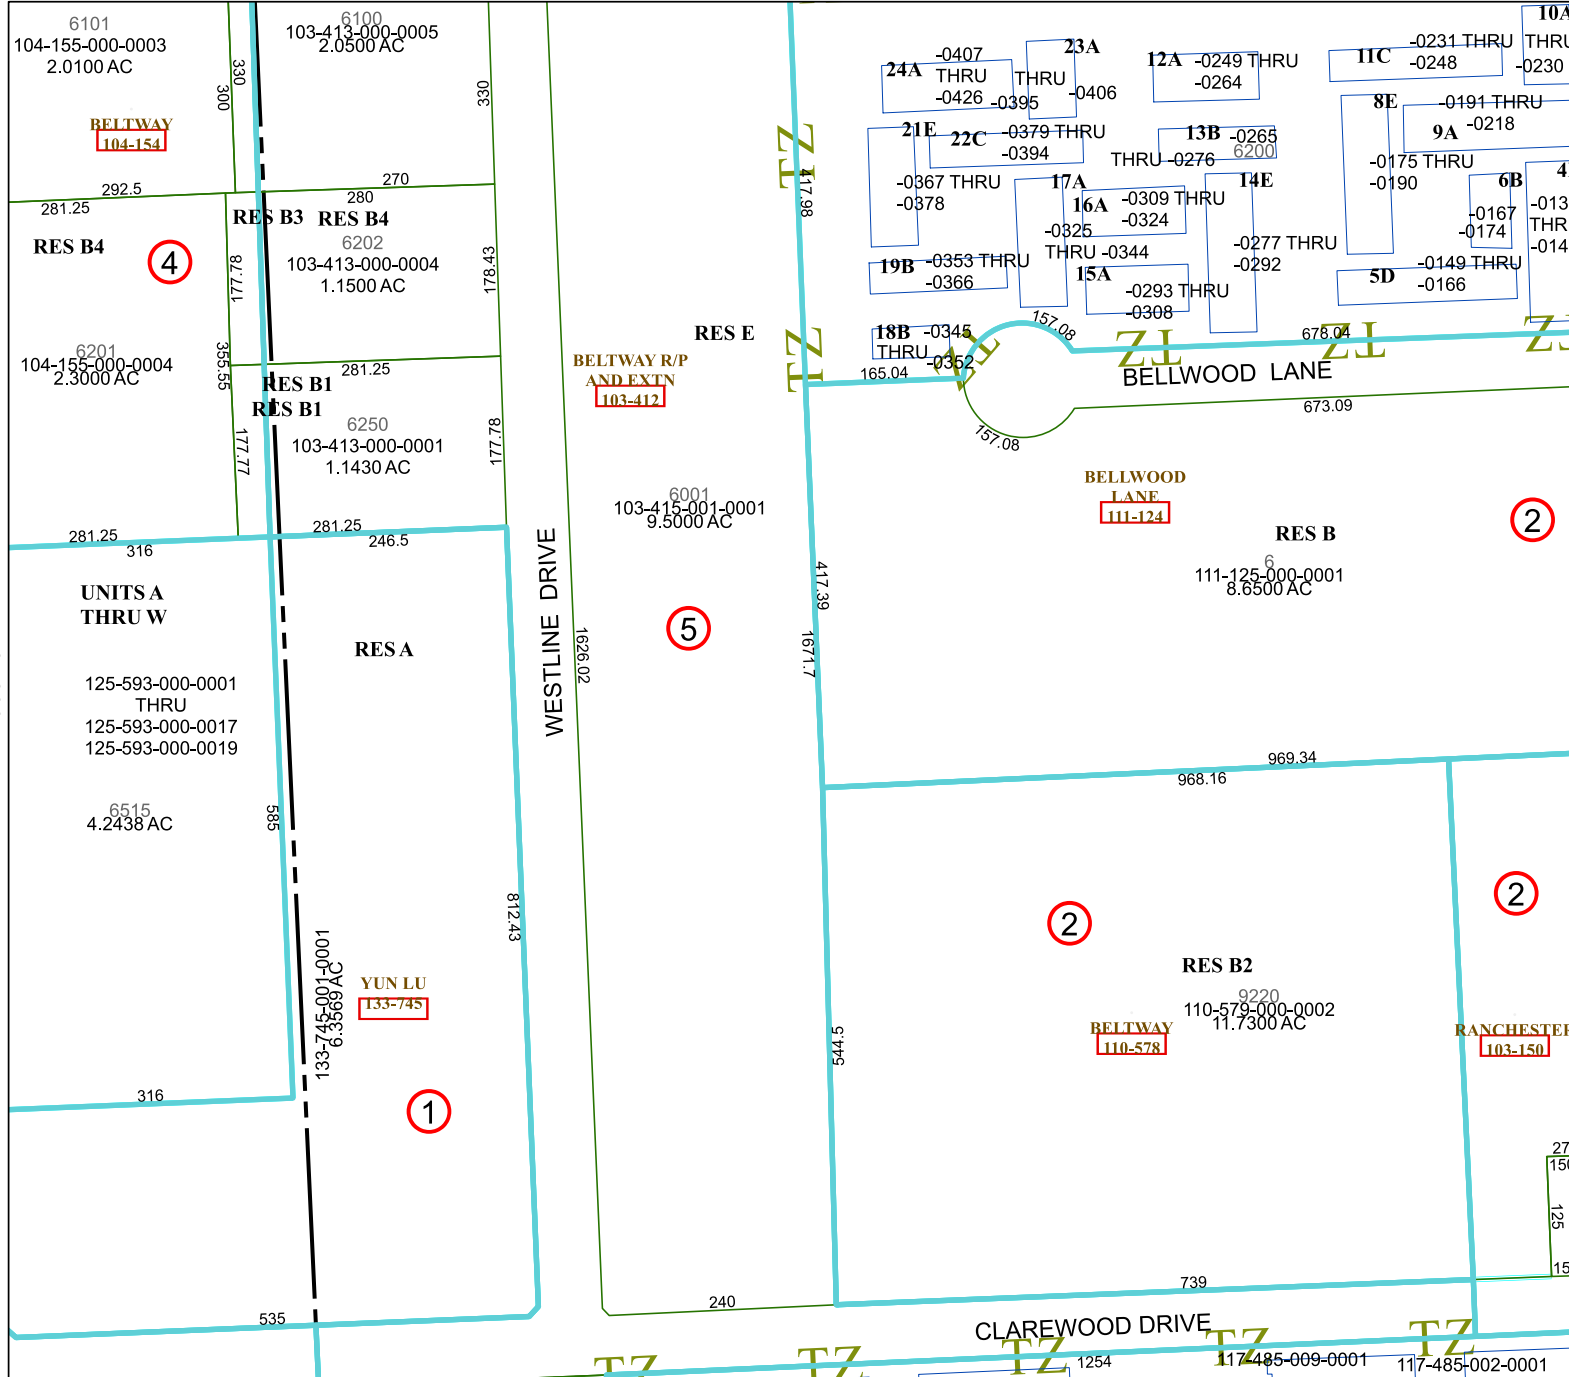 6101
104-155-000-0003
2.0100 AC
330
300
BELTWAY
104-154
292.5
281.25
6100
103-413-000-0005
2.0500 AC
330
270
280
RES B3
RES B4
RES B4
4
6202
103-413-000-0004
1.1500 AC
177.78
178.43
6201
104-155-000-0004
2.3000 AC
355.55
281.25
RES B1
RES B1
6250
103-413-000-0001
1.1430 AC
177.77
177.78
281.25
316
281.25
246.5
UNITS A
THRU W
125-593-000-0001
THRU
125-593-000-0017
125-593-000-0019
6515
4.2438 AC
585
316
RES A
812.43
133-745-001-0001
6.3569 AC
YUN LU
133-745
1
535
WESTLINE DRIVE
1626.02
BELTWAY R/P
AND EXTN
103-412
RES E
6001
103-415-001-0001
9.5000 AC
5
417.98
417.39
1671.7
544.5
240
TZ
TZ
24A
-0407
THRU
-0426
23A
THRU
-0395
-0406
12A
-0249 THRU
-0264
11C
-0231 THRU
-0248
10A
THRU
-0230
21E
22C
-0379 THRU
-0394
13B
-0265
THRU -0276
6200
8E
-0191 THRU
9A
-0218
-0367 THRU
-0378
17A
16A
-0309 THRU
-0324
14E
-0175 THRU
-0190
6B
-0167
-0174
-0325
THRU -0344
-0277 THRU
-0292
19B
-0353 THRU
-0366
15A
-0293 THRU
-0308
5D
-0149 THRU
-0166
18B
-0345
THRU
-0352
157.08
TZ
TZ
TZ
TZ
678.04
165.04
BELLWOOD LANE
673.09
157.08
BELLWOOD
LANE
111-124
RES B
2
6
111-125-000-0001
8.6500 AC
969.34
968.16
2
2
RES B2
9220
110-579-000-0002
11.7300 AC
BELTWAY
110-578
RANCHESTER
103-150
125
739
CLAREWOOD DRIVE
TZ
TZ
TZ
TZ
TZ
1254
117-485-009-0001
117-485-002-0001